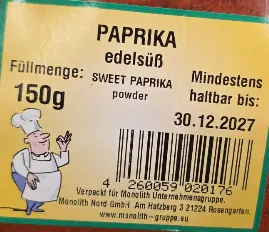 PAPRIKA
edelsüß
Füllmenge: SWEET PAPRIKA Mindestens
150g powder haltbar bis:
30.12.2027
4 260059 020176
Verpackt für Monolith Unternehmensgruppe.
Monolith Nord GmbH Am Hatzberg 3 21224 Rosengarten.
www.monolith-gruppe.eu